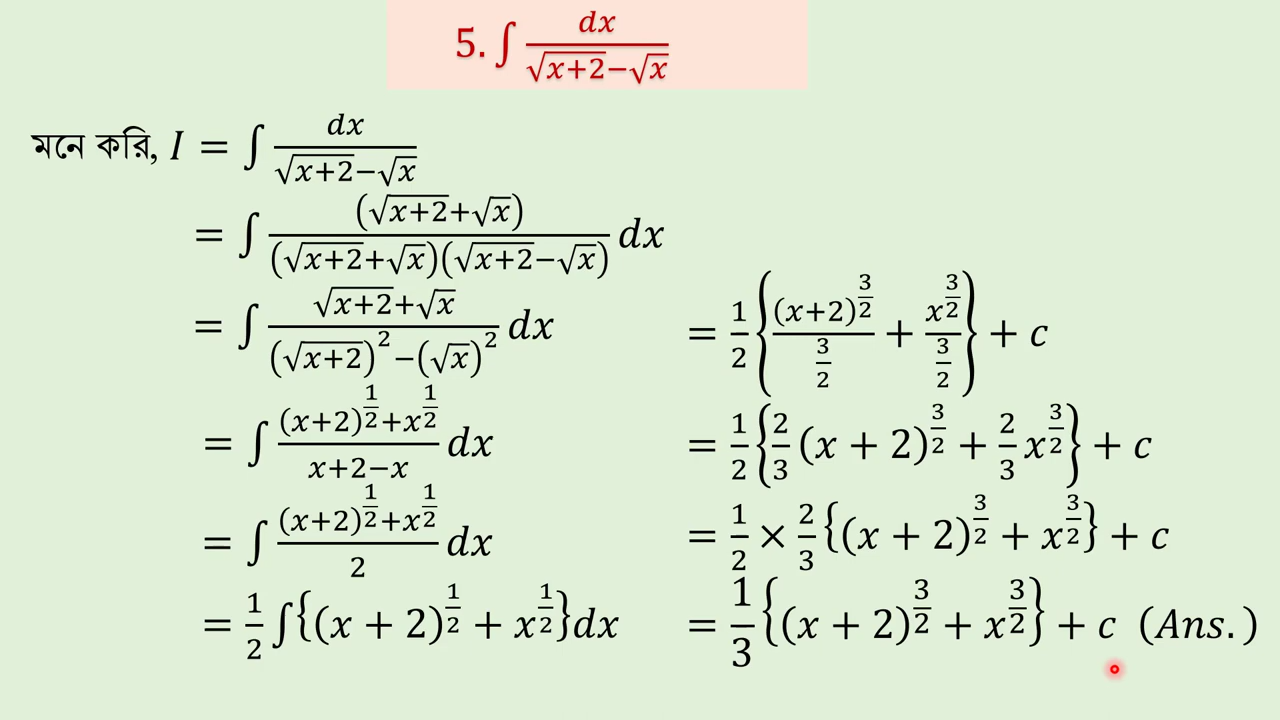 5. ∫ dx/(√(x+2)−√x)
মনে করি, I = ∫ dx/(√(x+2)−√x)
= ∫ (√(x+2)+√x)/((√(x+2)+√x)(√(x+2)−√x)) dx
= ∫ (√(x+2)+√x)/((√(x+2))²−(√x)²) dx
= ∫ ((x+2)^(1/2)+x^(1/2))/(x+2−x) dx
= ∫ ((x+2)^(1/2)+x^(1/2))/2 dx
= 1/2 ∫{(x + 2)^(1/2) + x^(1/2)}dx
= 1/2 {(x+2)^(3/2)/(3/2) + x^(3/2)/(3/2)} + c
= 1/2 {2/3 (x + 2)^(3/2) + 2/3 x^(3/2)} + c
= 1/2 × 2/3 {(x + 2)^(3/2) + x^(3/2)} + c
= 1/3 {(x + 2)^(3/2) + x^(3/2)} + c (Ans.)